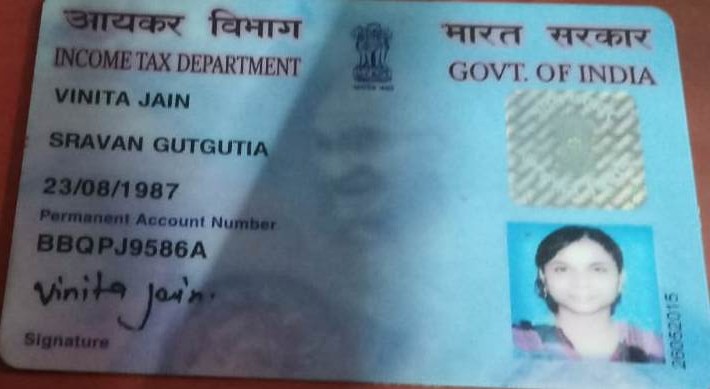 आयकर विभाग
INCOME TAX DEPARTMENT
भारत सरकार
GOVT. OF INDIA
VINITA JAIN
SRAVAN GUTGUTIA
23/08/1987
Permanent Account Number
BBQPJ9586A
Vinita Jain.
Signature
26052015